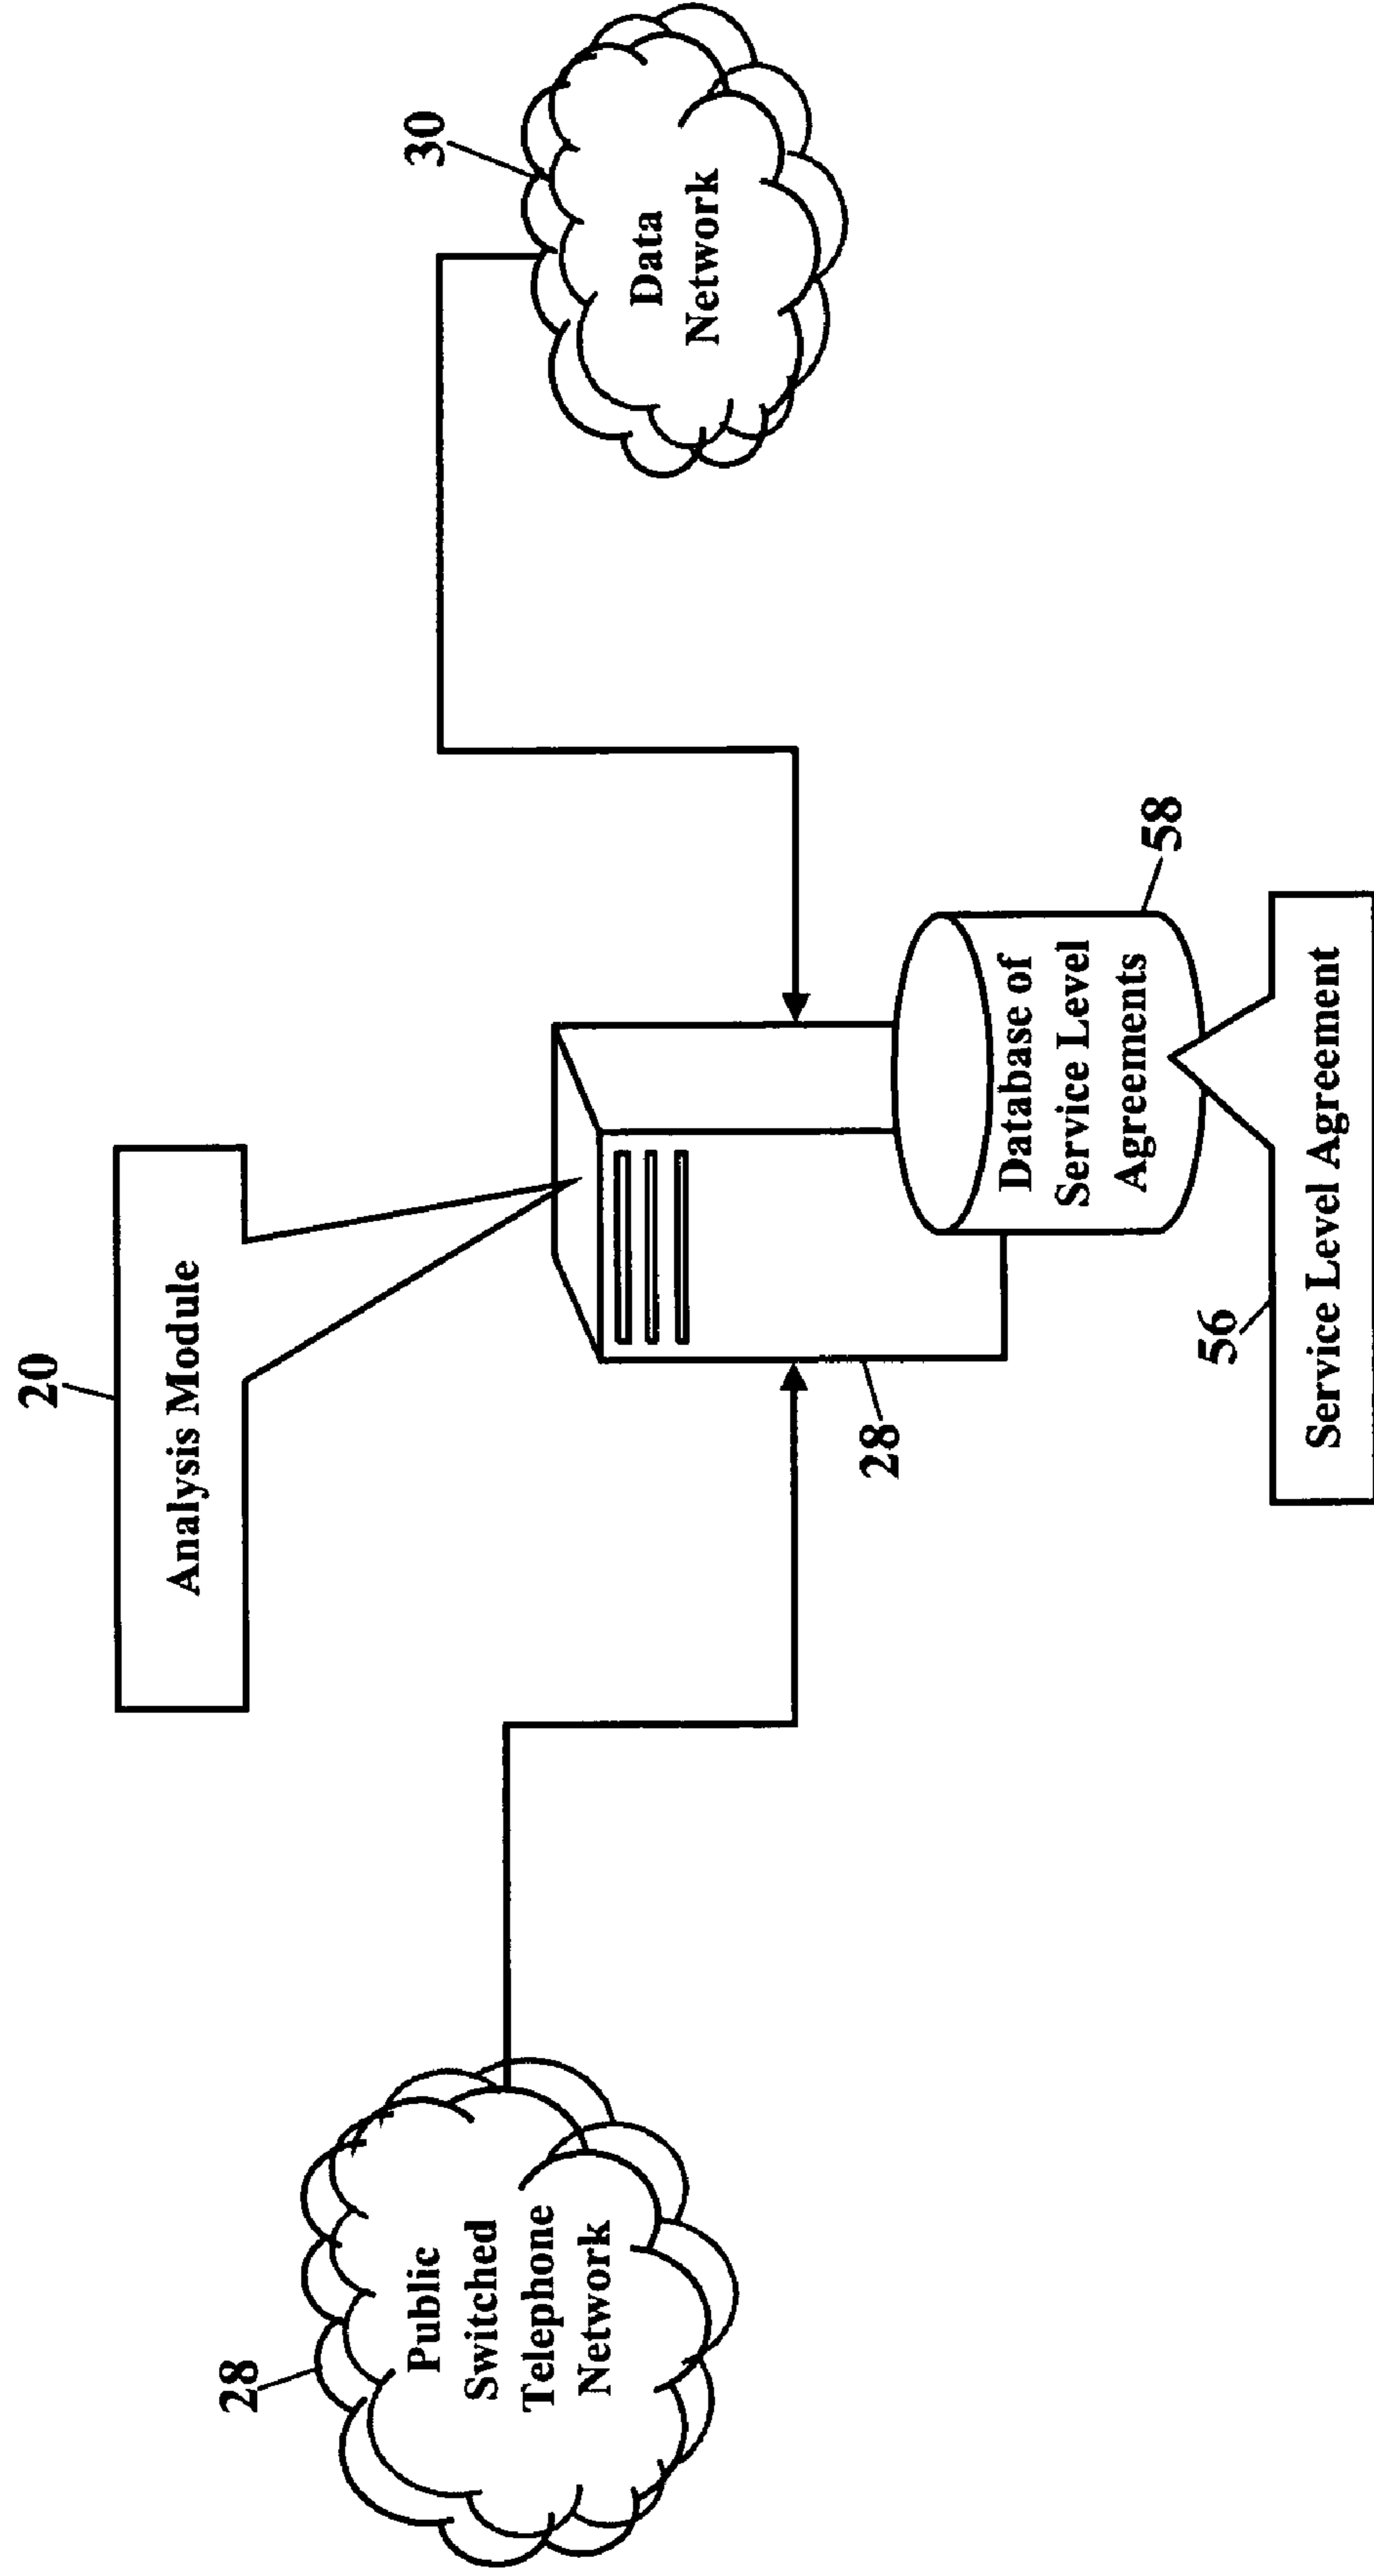 20
Analysis Module
28
Public
Switched
Telephone
Network
30
Data
Network
28
Database of
Service Level
Agreements
58
56
Service Level Agreement